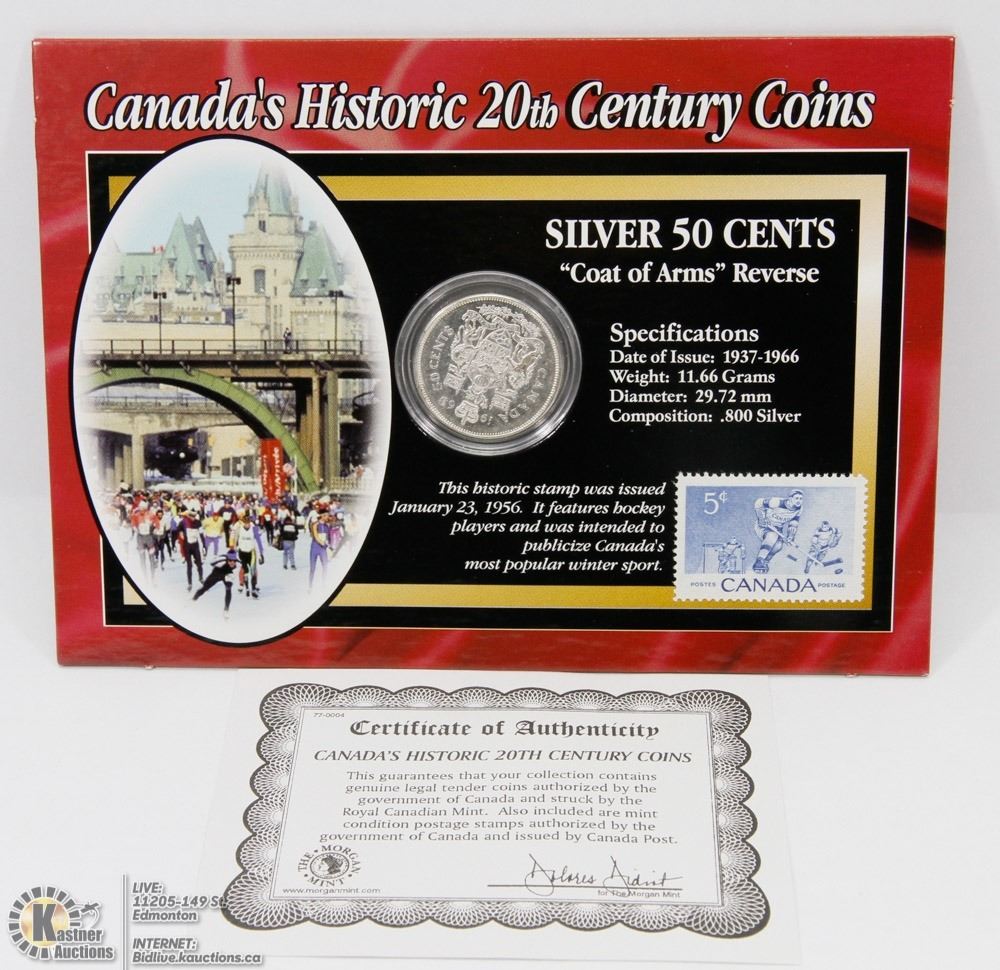 Canada's Historic 20th Century Coins
SILVER 50 CENTS
"Coat of Arms" Reverse
Specifications
Date of Issue: 1937-1966
Weight: 11.66 Grams
Diameter: 29.72 mm
Composition: .800 Silver
50 CENTS
CANADA
This historic stamp was issued
January 23, 1956. It features hockey
players and was intended to
publicize Canada's
most popular winter sport.
5¢
POSTES CANADA POSTAGE
77-0004
Certificate of Authenticity
CANADA'S HISTORIC 20TH CENTURY COINS
This guarantees that your collection contains
genuine legal tender coins authorized by the
government of Canada and struck by the
Royal Canadian Mint. Also included are mint
condition postage stamps authorized by the
government of Canada and issued by Canada Post.
THE MORGAN MINT
www.morganmint.com
for The Morgan Mint
Kastner
Auctions
LIVE:
11205-149 St.
Edmonton
INTERNET:
Bidlive.kauctions.ca